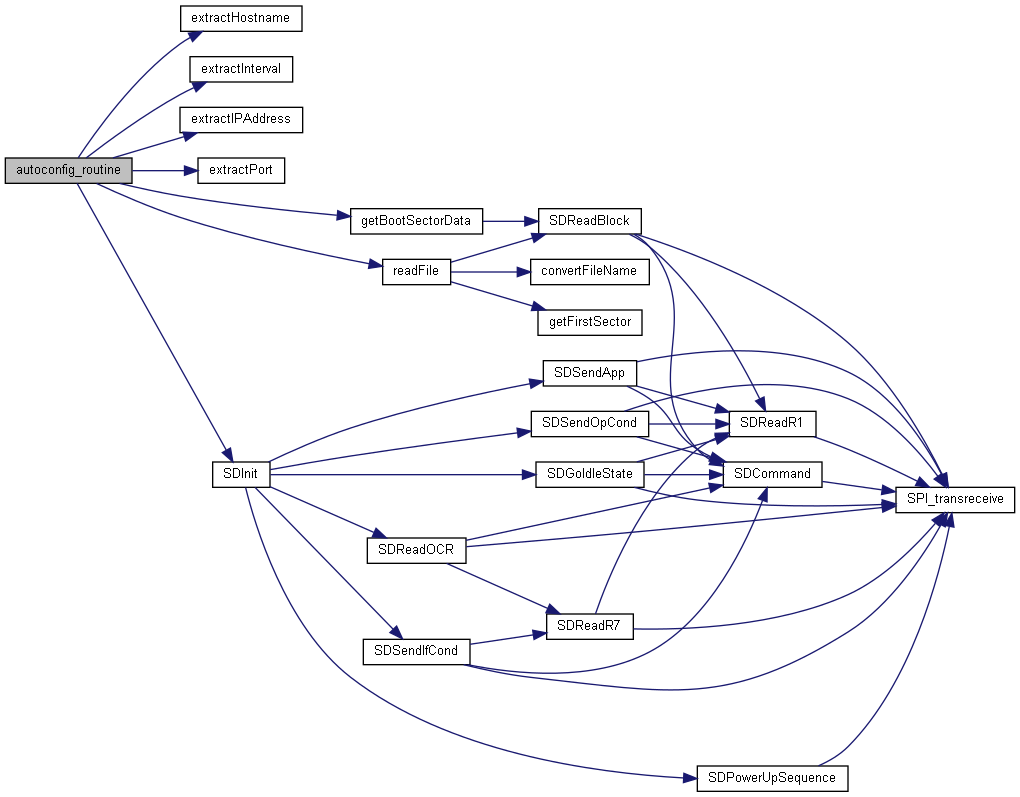 extractHostname
extractInterval
extractIPAddress
autoconfig_routine
extractPort
getBootSectorData
SDReadBlock
readFile
convertFileName
getFirstSector
SDSendApp
SDSendOpCond
SDReadR1
SDInit
SDGoIdleState
SDCommand
SPI_transreceive
SDReadOCR
SDReadR7
SDSendIfCond
SDPowerUpSequence